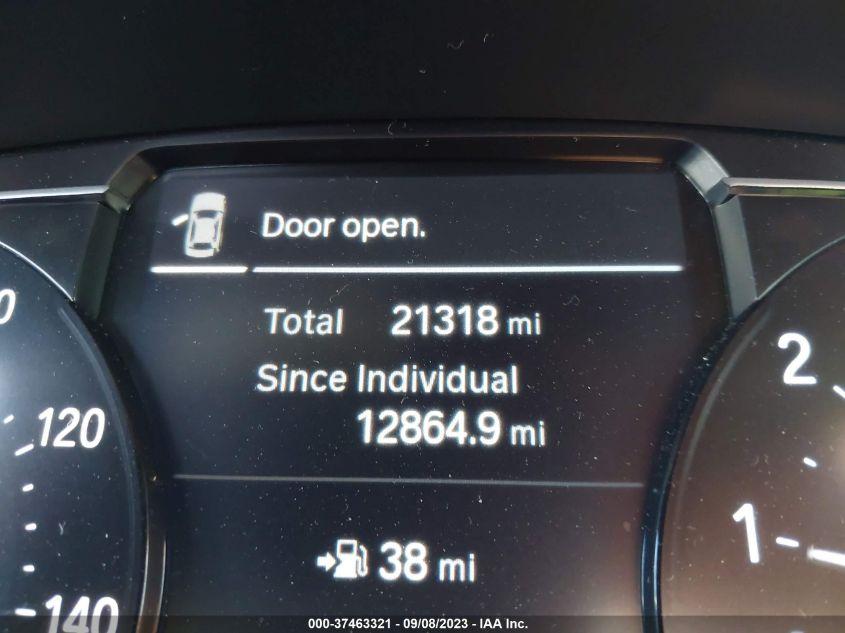 Door open.
Total 21318 mi
Since Individual
12864.9 mi
38 mi
0
120
140
2
1
000-37463321 - 09/08/2023 - IAA Inc.